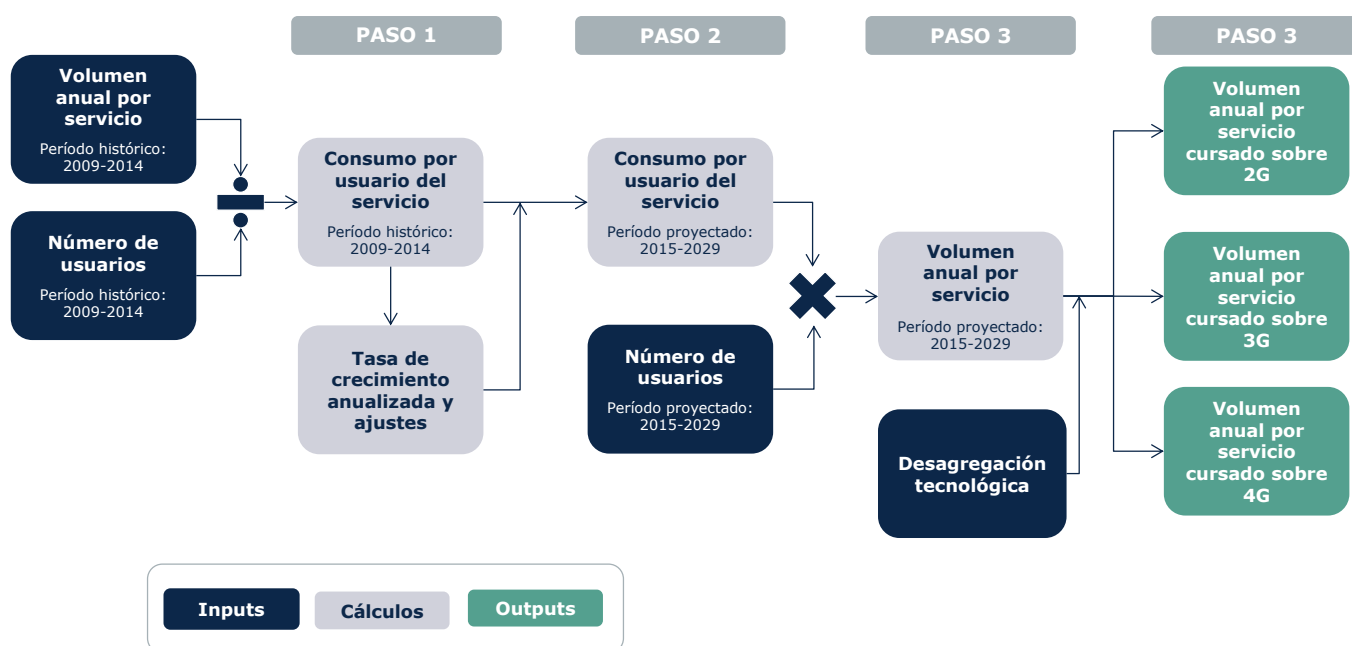 PASO 1
PASO 2
PASO 3
PASO 3
Volumen
anual por
servicio
Período histórico:
2009-2014
Número de
usuarios
Período histórico:
2009-2014
Consumo por
usuario del
servicio
Período histórico:
2009-2014
Tasa de
crecimiento
anualizada y
ajustes
Consumo por
usuario del
servicio
Período proyectado:
2015-2029
Número de
usuarios
Período proyectado:
2015-2029
Volumen
anual por
servicio
Período proyectado:
2015-2029
Desagregación
tecnológica
Volumen
anual por
servicio
cursado sobre
2G
Volumen
anual por
servicio
cursado sobre
3G
Volumen
anual por
servicio
cursado sobre
4G
Inputs
Cálculos
Outputs